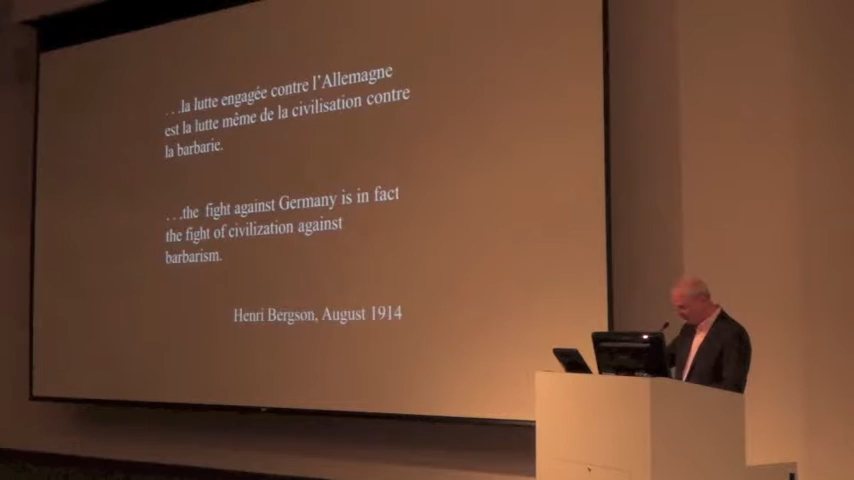 . . .la lutte engagée contre l’Allemagne
est la lutte même de la civilisation contre
la barbarie.
. . .the fight against Germany is in fact
the fight of civilization against
barbarism.
Henri Bergson, August 1914